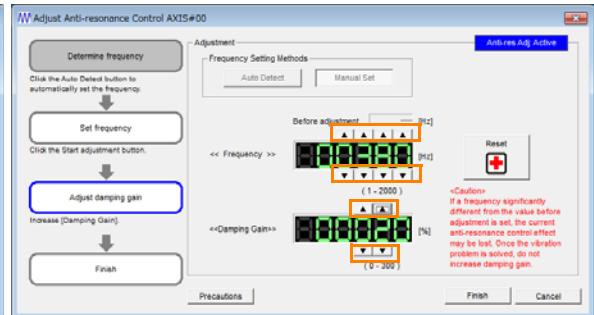 Adjust Anti-resonance Control AXIS#00
Adjustment
Anti-res Adj Active
Determine frequency
Click the Auto Detect button to
automatically set the frequency.
Set frequency
Click the Start adjustment button.
Adjust damping gain
Increase [Damping Gain].
Finish
Frequency Setting Methods
Auto Detect
Manual Set
Before adjustment --- [Hz]
<< Frequency >>
[Hz]
(1 - 2000 )
<<Damping Gain>>
000020
[%]
( 0 - 300 )
Reset
<Caution>
If a frequency significantly
different from the value before
adjustment is set, the current
anti-resonance control effect
may be lost. Once the vibration
problem is solved, do not
increase damping gain.
Precautions
Finish
Cancel